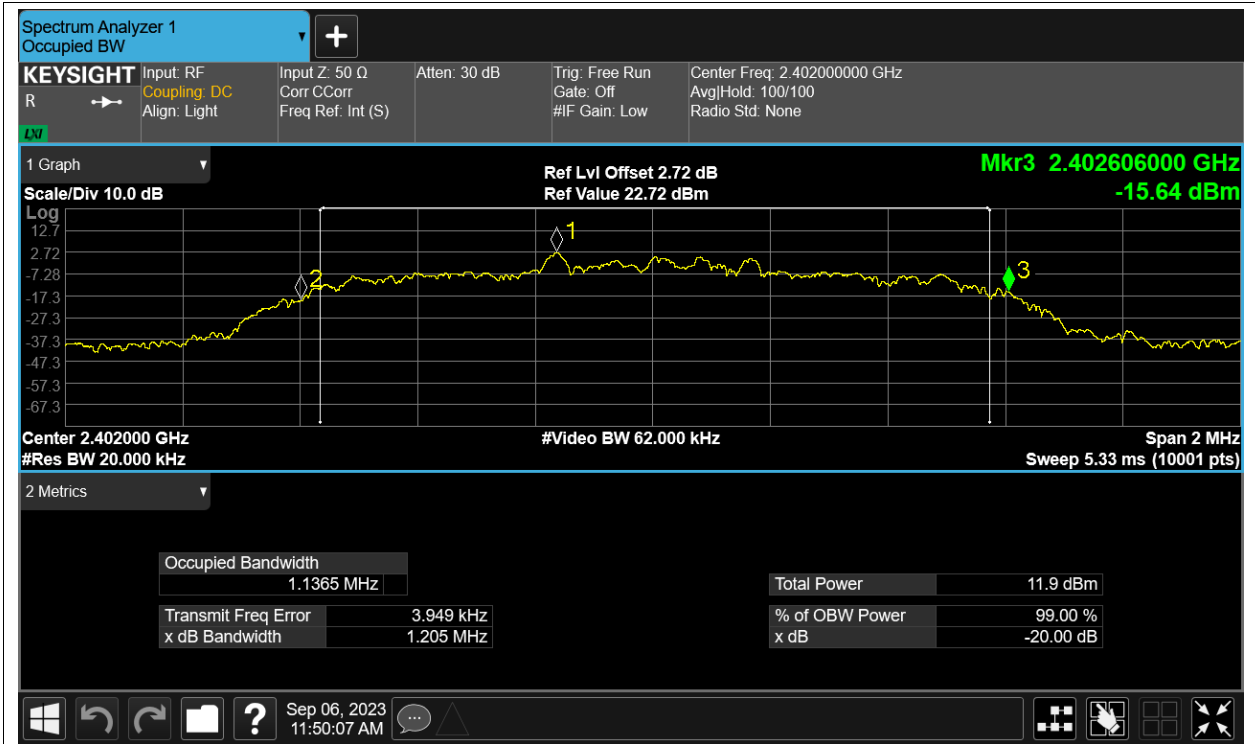 Spectrum Analyzer 1
Occupied BW
+
KEYSIGHT
R
LXI
Input: RF
Coupling: DC
Align: Light
Input Z: 50 Ω
Corr CCorr
Freq Ref: Int (S)
Atten: 30 dB
Trig: Free Run
Gate: Off
#IF Gain: Low
Center Freq: 2.402000000 GHz
Avg|Hold: 100/100
Radio Std: None
1 Graph
Scale/Div 10.0 dB
Ref Lvl Offset 2.72 dB
Ref Value 22.72 dBm
Mkr3 2.402606000 GHz
-15.64 dBm
Log
12.7
2.72
-7.28
-17.3
-27.3
-37.3
-47.3
-57.3
-67.3
1
2
3
Center 2.402000 GHz
#Res BW 20.000 kHz
#Video BW 62.000 kHz
Span 2 MHz
Sweep 5.33 ms (10001 pts)
2 Metrics
Occupied Bandwidth
1.1365 MHz
Transmit Freq Error 3.949 kHz
x dB Bandwidth 1.205 MHz
Total Power 11.9 dBm
% of OBW Power 99.00 %
x dB -20.00 dB
?
Sep 06, 2023
11:50:07 AM